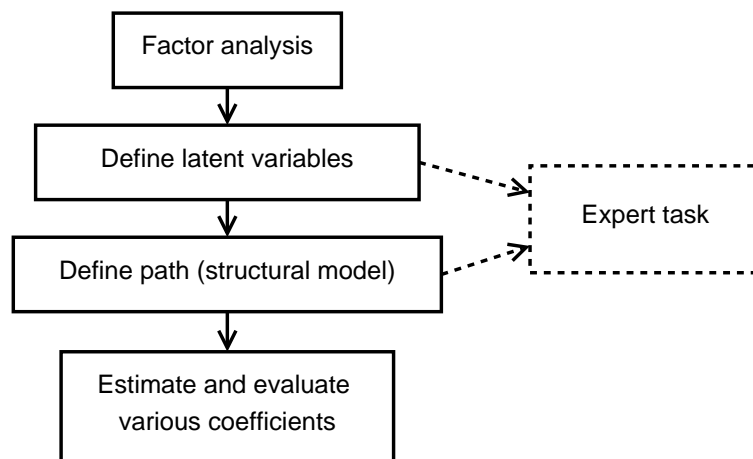 Factor analysis
Define latent variables
Expert task
Define path (structural model)
Estimate and evaluate
various coefficients